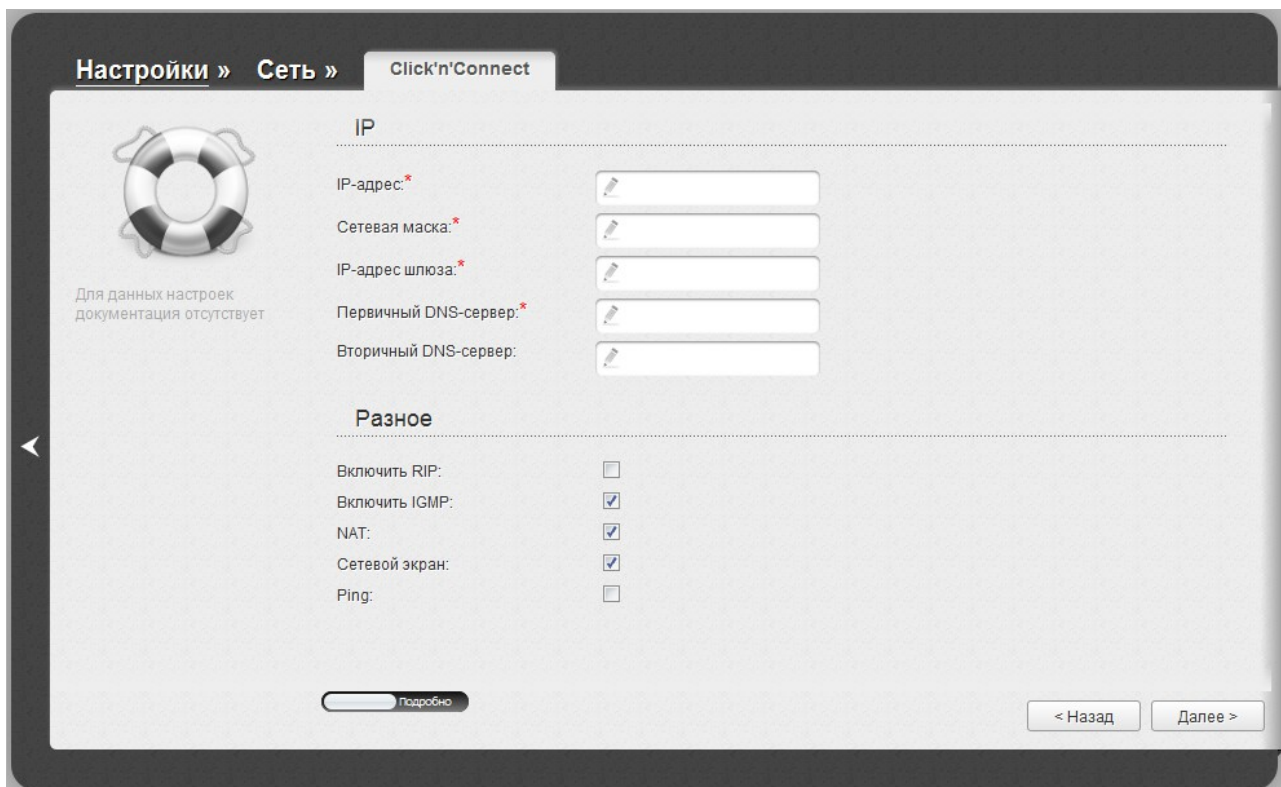 Настройки » Сеть » Click'n'Connect
Для данных настроек
документация отсутствует
IP
IP-адрес:*
Сетевая маска:*
IP-адрес шлюза:*
Первичный DNS-сервер:*
Вторичный DNS-сервер:
Разное
Включить RIP:
Включить IGMP:
NAT:
Сетевой экран:
Ping:
Подробно
< Назад
Далее >